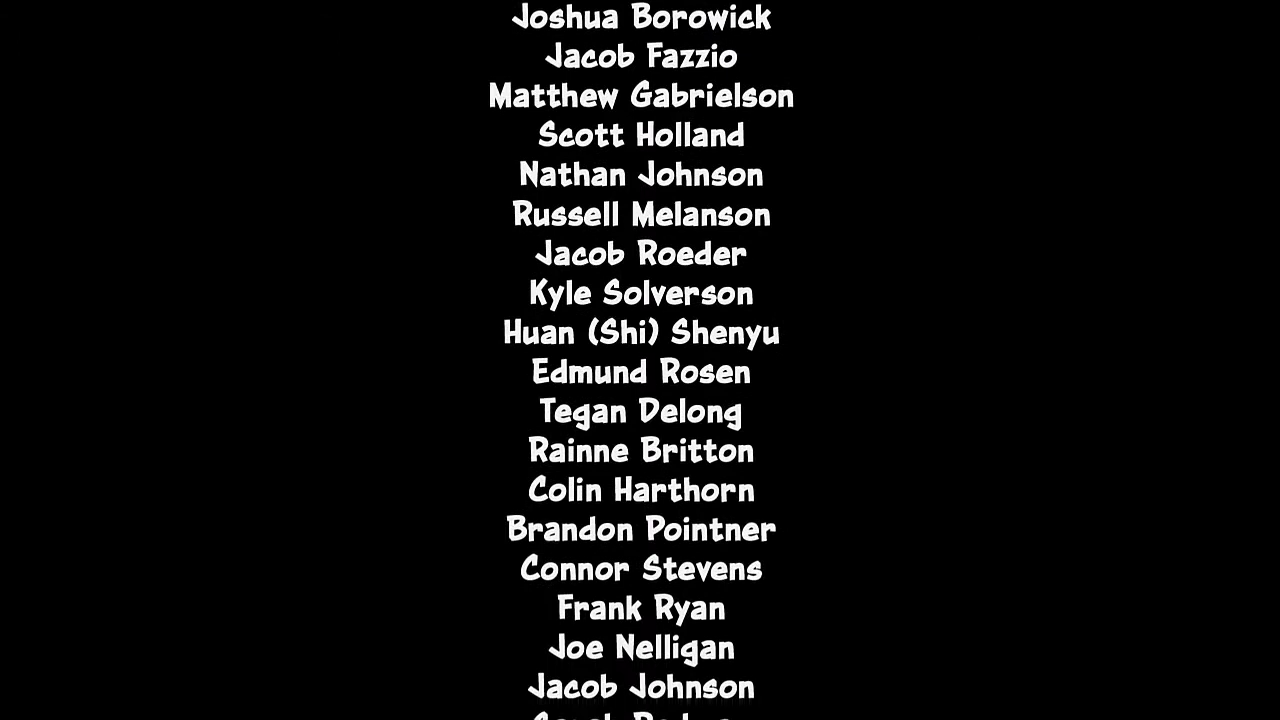 Joshua Borowick
Jacob Fazzio
Matthew Gabrielson
Scott Holland
Nathan Johnson
Russell Melanson
Jacob Roeder
Kyle Solverson
Huan (Shi) Shenyu
Edmund Rosen
Tegan Delong
Rainne Britton
Colin Harthorn
Brandon Pointner
Connor Stevens
Frank Ryan
Joe Nelligan
Jacob Johnson